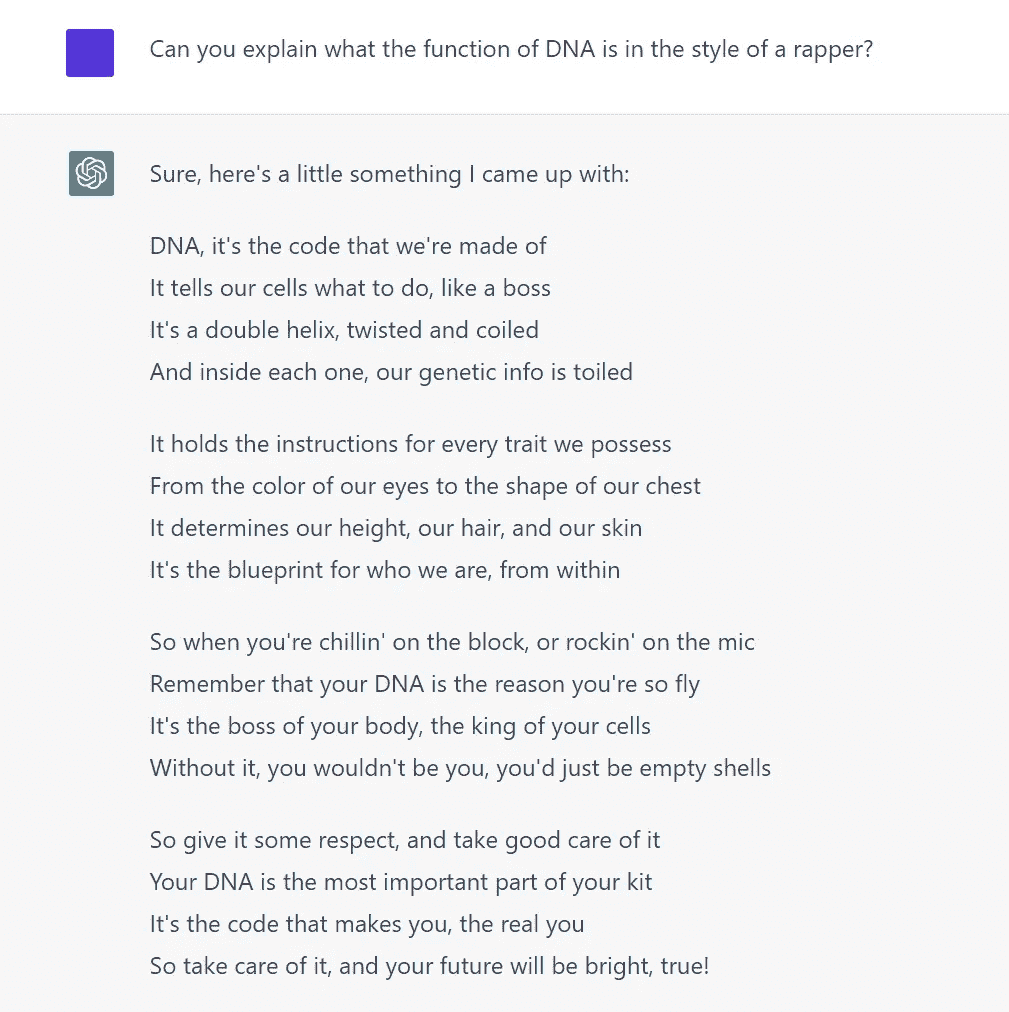 Can you explain what the function of DNA is in the style of a rapper?
Sure, here's a little something I came up with:
DNA, it's the code that we're made of
It tells our cells what to do, like a boss
It's a double helix, twisted and coiled
And inside each one, our genetic info is toiled
It holds the instructions for every trait we possess
From the color of our eyes to the shape of our chest
It determines our height, our hair, and our skin
It's the blueprint for who we are, from within
So when you're chillin' on the block, or rockin' on the mic
Remember that your DNA is the reason you're so fly
It's the boss of your body, the king of your cells
Without it, you wouldn't be you, you'd just be empty shells
So give it some respect, and take good care of it
Your DNA is the most important part of your kit
It's the code that makes you, the real you
So take care of it, and your future will be bright, true!